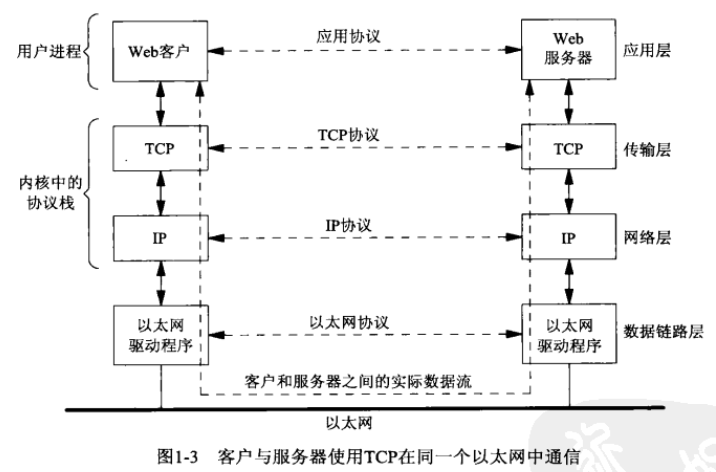 应用协议
用户进程
Web客户
Web
服务器
应用层
TCP协议
TCP
TCP
传输层
内核中的
协议栈
IP协议
IP
IP
网络层
以太网协议
以太网
驱动程序
以太网
驱动程序
数据链路层
客户和服务器之间的实际数据流
以太网
图1-3 客户与服务器使用TCP在同一个以太网中通信